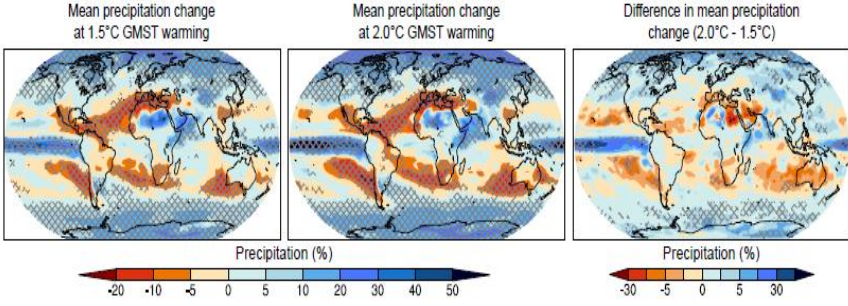 Mean precipitation change
at 1.5°C GMST warming
Mean precipitation change
at 2.0°C GMST warming
Difference in mean precipitation
change (2.0°C - 1.5°C)
Precipitation (%)
-20 -10 -5 0 5 10 20 30 40 50
Precipitation (%)
-30 -5 0 5 30